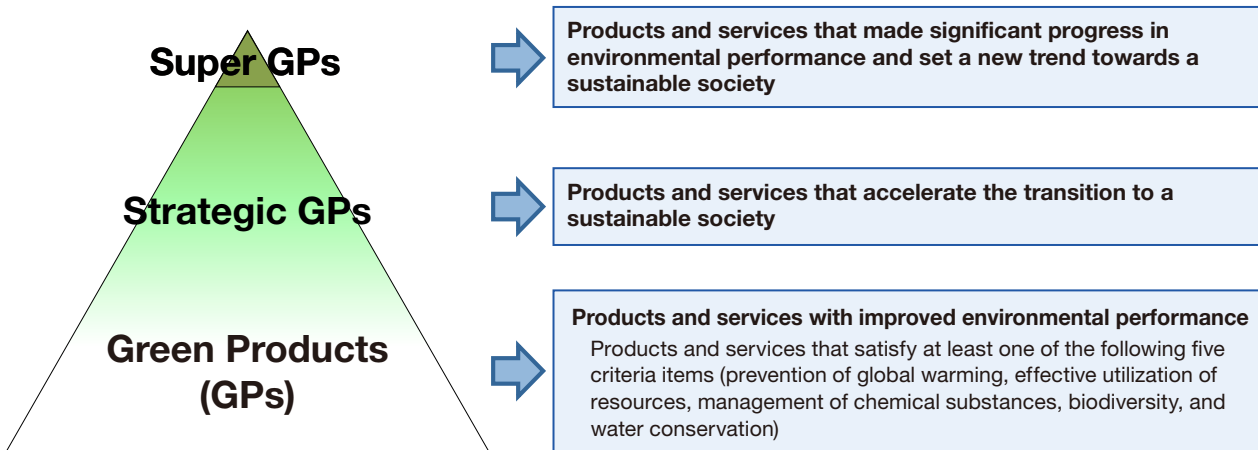 Super GPs
Products and services that made significant progress in
environmental performance and set a new trend towards a
sustainable society
Strategic GPs
Products and services that accelerate the transition to a
sustainable society
Green Products
(GPs)
Products and services with improved environmental performance
Products and services that satisfy at least one of the following five
criteria items (prevention of global warming, effective utilization of
resources, management of chemical substances, biodiversity, and
water conservation)